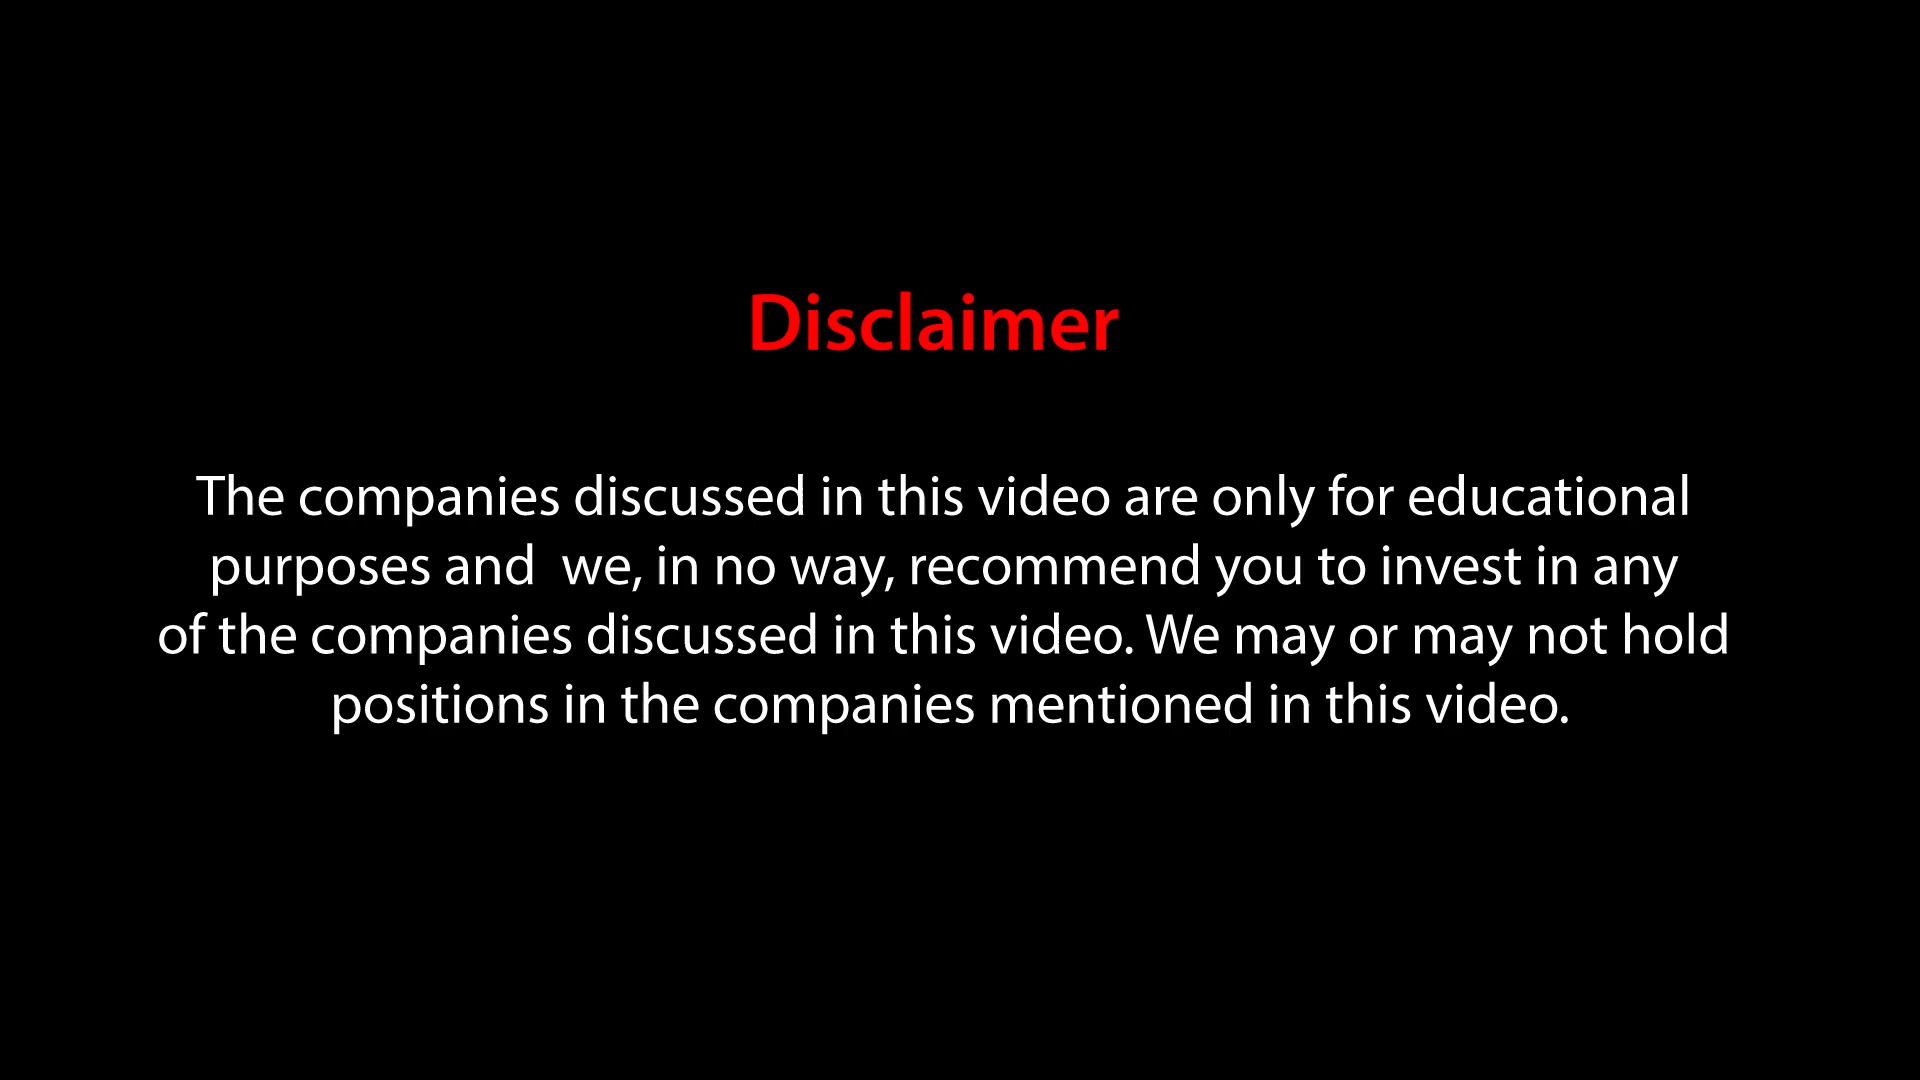 Disclaimer
The companies discussed in this video are only for educational
purposes and  we, in no way, recommend you to invest in any
of the companies discussed in this video. We may or may not hold
positions in the companies mentioned in this video.